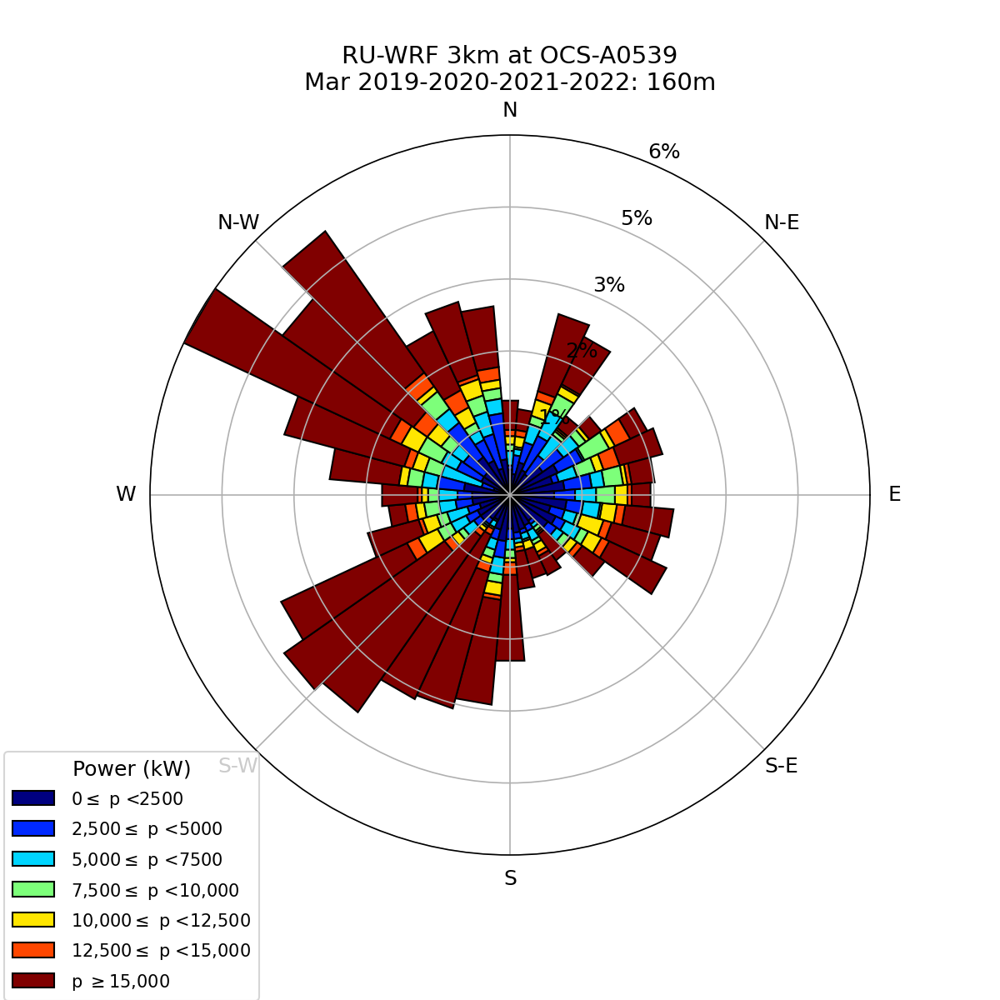 RU-WRF 3km at OCS-A0539
Mar 2019-2020-2021-2022: 160m
N
6%
5%
N-W
N-E
3%
2%
1%
W
E
S-W
S-E
S
Power (kW)
0≤ p <2500
2,500≤ p <5000
5,000≤ p <7500
7,500≤ p <10,000
10,000≤ p <12,500
12,500≤ p <15,000
p ≥15,000